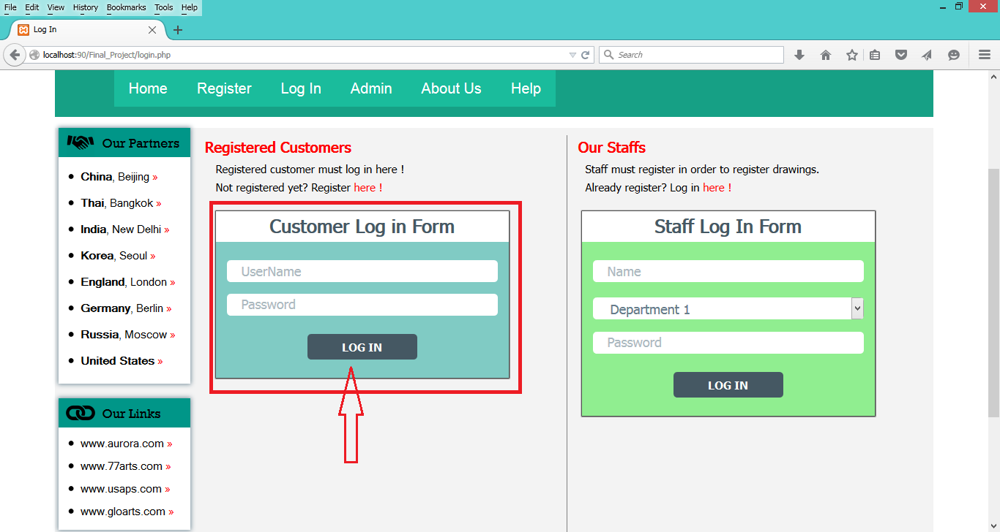 File Edit View History Bookmarks Tools Help
Log In
localhost:90/Final_Project/login.php
Search
Home Register Log In Admin About Us Help
Our Partners
China, Beijing »
Thai, Bangkok »
India, New Delhi »
Korea, Seoul »
England, London »
Germany, Berlin »
Russia, Moscow »
United States »
Our Links
www.aurora.com »
www.77arts.com »
www.usaps.com »
www.gloarts.com »
Registered Customers
Registered customer must log in here !
Not registered yet? Register here !
Customer Log in Form
UserName
Password
LOG IN
Our Staffs
Staff must register in order to register drawings.
Already register? Log in here !
Staff Log In Form
Name
Department 1
Password
LOG IN